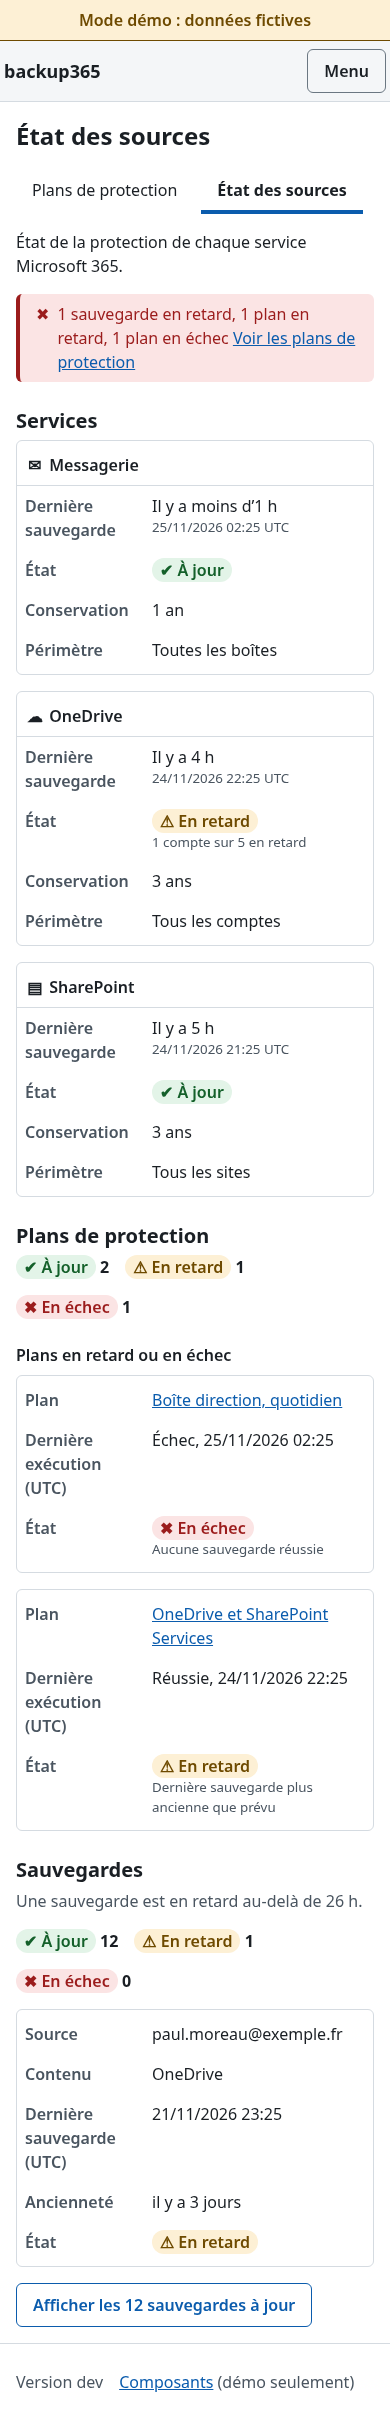 Mode démo : données fictives
backup365
Menu
État des sources
Plans de protection
État des sources
État de la protection de chaque service
Microsoft 365.
✖ 1 sauvegarde en retard, 1 plan en
retard, 1 plan en échec Voir les plans de
protection
Services
✉ Messagerie
Dernière
sauvegarde
Il y a moins d’1 h
25/11/2026 02:25 UTC
État
✔ À jour
Conservation
1 an
Périmètre
Toutes les boîtes
☁ OneDrive
Dernière
sauvegarde
Il y a 4 h
24/11/2026 22:25 UTC
État
⚠ En retard
1 compte sur 5 en retard
Conservation
3 ans
Périmètre
Tous les comptes
▤ SharePoint
Dernière
sauvegarde
Il y a 5 h
24/11/2026 21:25 UTC
État
✔ À jour
Conservation
3 ans
Périmètre
Tous les sites
Plans de protection
✔ À jour 2 ⚠ En retard 1
✖ En échec 1
Plans en retard ou en échec
Plan
Boîte direction, quotidien
Dernière
exécution
(UTC)
Échec, 25/11/2026 02:25
État
✖ En échec
Aucune sauvegarde réussie
Plan
OneDrive et SharePoint
Services
Dernière
exécution
(UTC)
Réussie, 24/11/2026 22:25
État
⚠ En retard
Dernière sauvegarde plus
ancienne que prévu
Sauvegardes
Une sauvegarde est en retard au-delà de 26 h.
✔ À jour 12 ⚠ En retard 1
✖ En échec 0
Source
paul.moreau@exemple.fr
Contenu
OneDrive
Dernière
sauvegarde
(UTC)
21/11/2026 23:25
Ancienneté
il y a 3 jours
État
⚠ En retard
Afficher les 12 sauvegardes à jour
Version dev Composants (démo seulement)